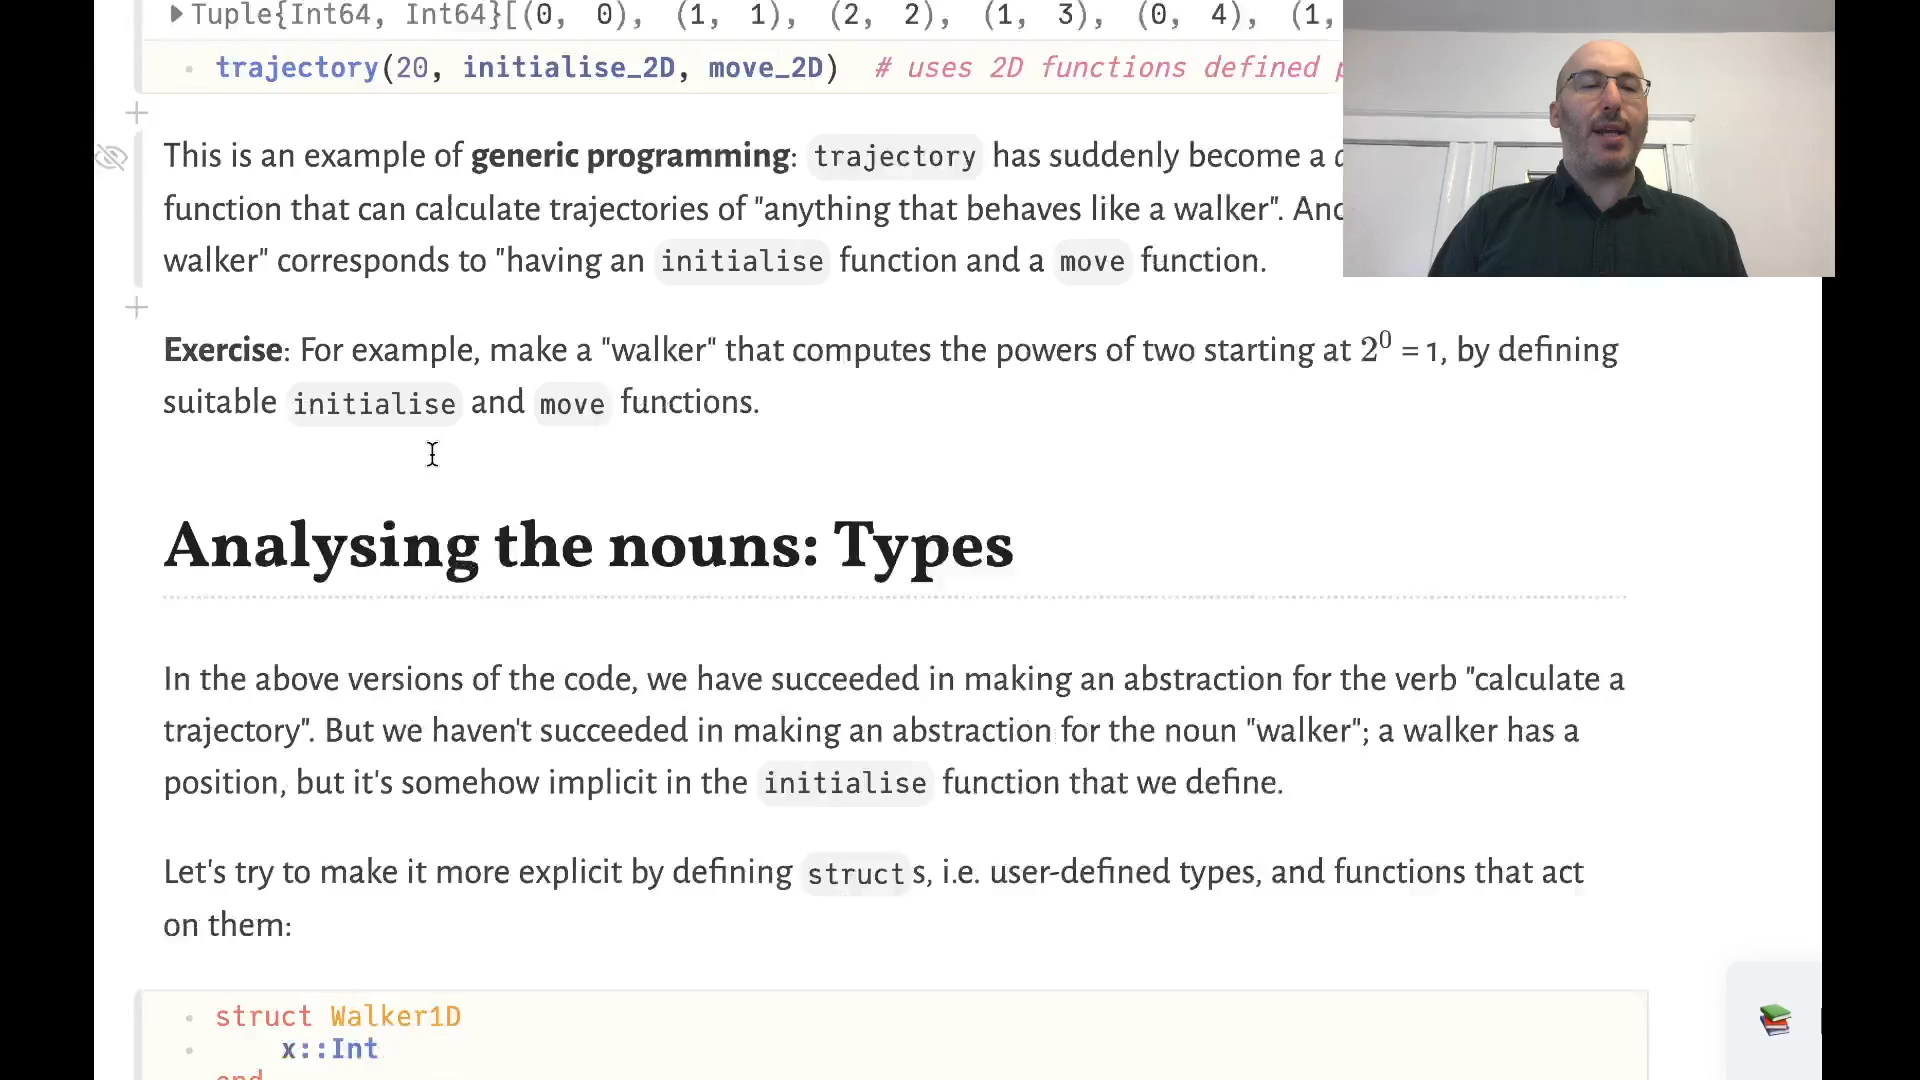 Tuple{Int64, Int64}[(0, 0), (1, 1), (2, 2), (1, 3), (0, 4), (1,
trajectory(20, initialise_2D, move_2D) # uses 2D functions defined
This is an example of generic programming: trajectory has suddenly become a
function that can calculate trajectories of "anything that behaves like a walker". And
walker" corresponds to "having an initialise function and a move function.
Exercise: For example, make a "walker" that computes the powers of two starting at 2⁰ = 1, by defining
suitable initialise and move functions.
Analysing the nouns: Types
In the above versions of the code, we have succeeded in making an abstraction for the verb "calculate a
trajectory". But we haven't succeeded in making an abstraction for the noun "walker"; a walker has a
position, but it's somehow implicit in the initialise function that we define.
Let's try to make it more explicit by defining structs, i.e. user-defined types, and functions that act
on them:
struct Walker1D
x::Int
end